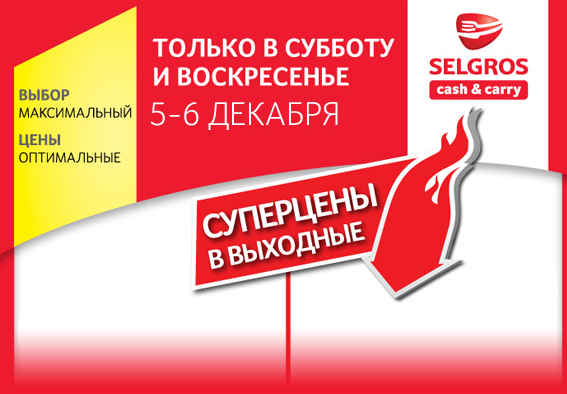 ТОЛЬКО В СУББОТУ
И ВОСКРЕСЕНЬЕ
5-6 ДЕКАБРЯ
ВЫБОР
МАКСИМАЛЬНЫЙ
ЦЕНЫ
ОПТИМАЛЬНЫЕ
SELGROS
cash & carry
СУПЕРЦЕНЫ
В ВЫХОДНЫЕ